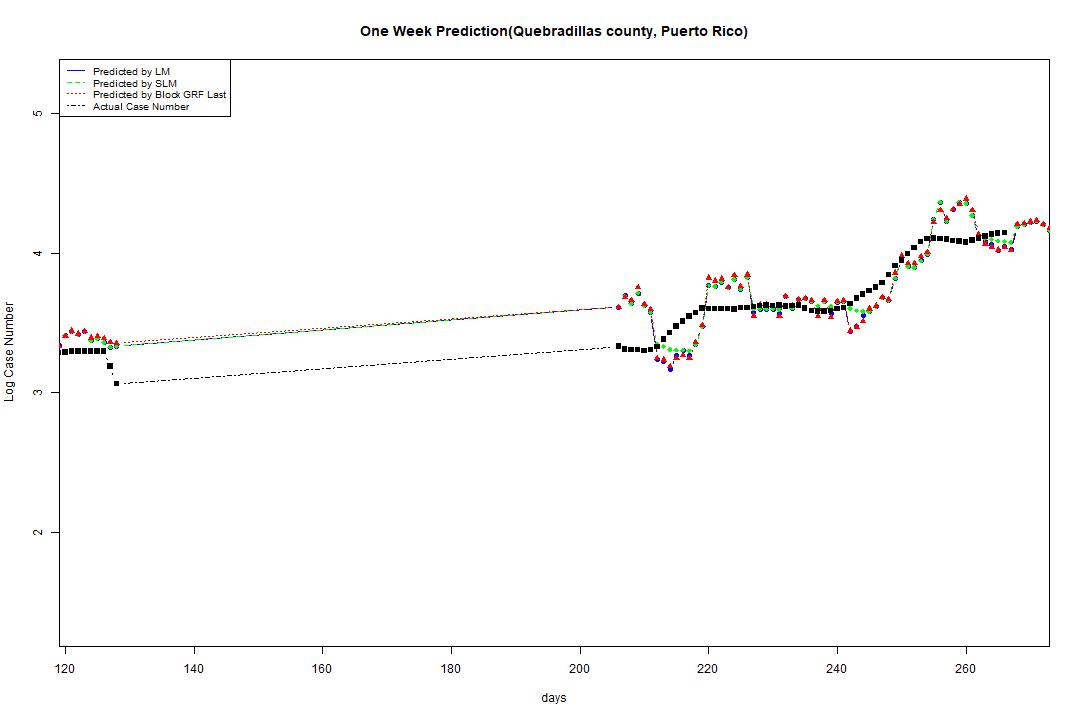 One Week Prediction(Quebradillas county, Puerto Rico)
Predicted by LM
Predicted by SLM
Predicted by Block GRF Last
Actual Case Number
5
4
3
2
Log Case Number
120 140 160 180 200 220 240 260
days